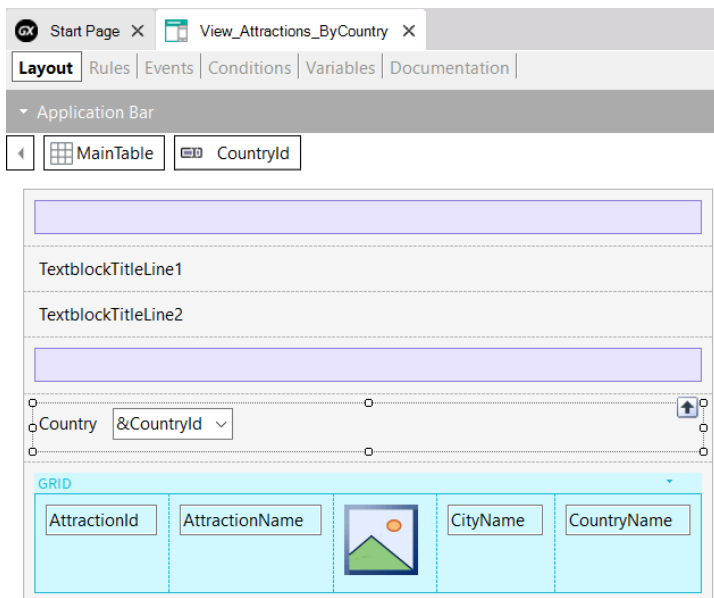 GX Start Page View_Attractions_ByCountry
Layout Rules Events Conditions Variables Documentation
Application Bar
MainTable CountryId
TextblockTitleLine1
TextblockTitleLine2
Country &CountryId
GRID
AttractionId AttractionName CityName CountryName